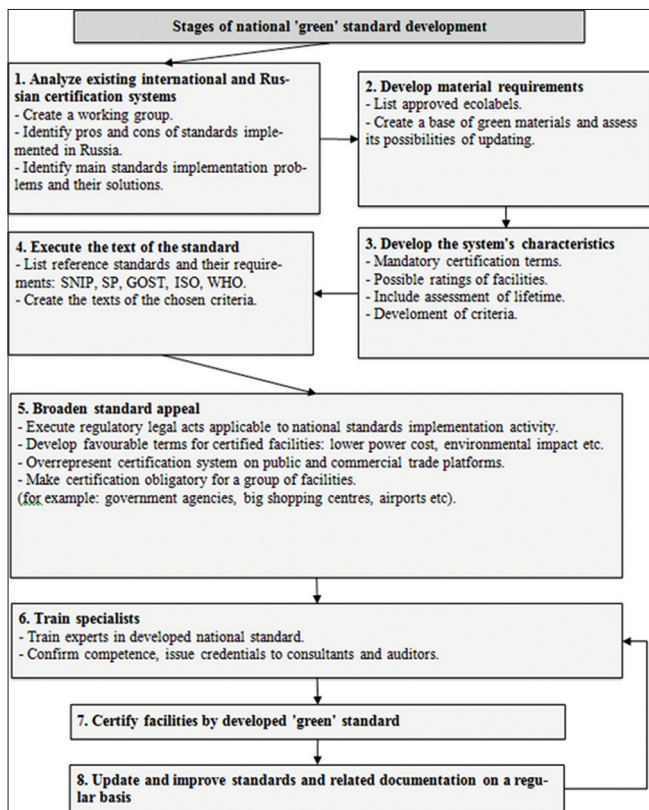 Stages of national 'green' standard development
1. Analyze existing international and Rus-
sian certification systems
- Create a working group.
- Identify pros and cons of standards imple-
mented in Russia.
- Identify main standards implementation prob-
lems and their solutions.
2. Develop material requirements
- List approved ecolabels.
- Create a base of green materials and assess
its possibilities of updating.
3. Develop the system's characteristics
- Mandatory certification terms.
- Possible ratings of facilities.
- Include assessment of lifetime.
- Develoment of criteria.
4. Execute the text of the standard
- List reference standards and their require-
ments: SNIP, SP, GOST, ISO, WHO.
- Create the texts of the chosen criteria.
5. Broaden standard appeal
- Execute regulatory legal acts applicable to national standards implementation activity.
- Develop favourable terms for certified facilities: lower power cost, environmental impact etc.
- Overrepresent certification system on public and commercial trade platforms.
- Make certification obligatory for a group of facilities.
(for example: government agencies, big shopping centres, airports etc).
6. Train specialists
- Train experts in developed national standard.
- Confirm competence, issue credentials to consultants and auditors.
7. Certify facilities by developed 'green' standard
8. Update and improve standards and related documentation on a regu-
lar basis